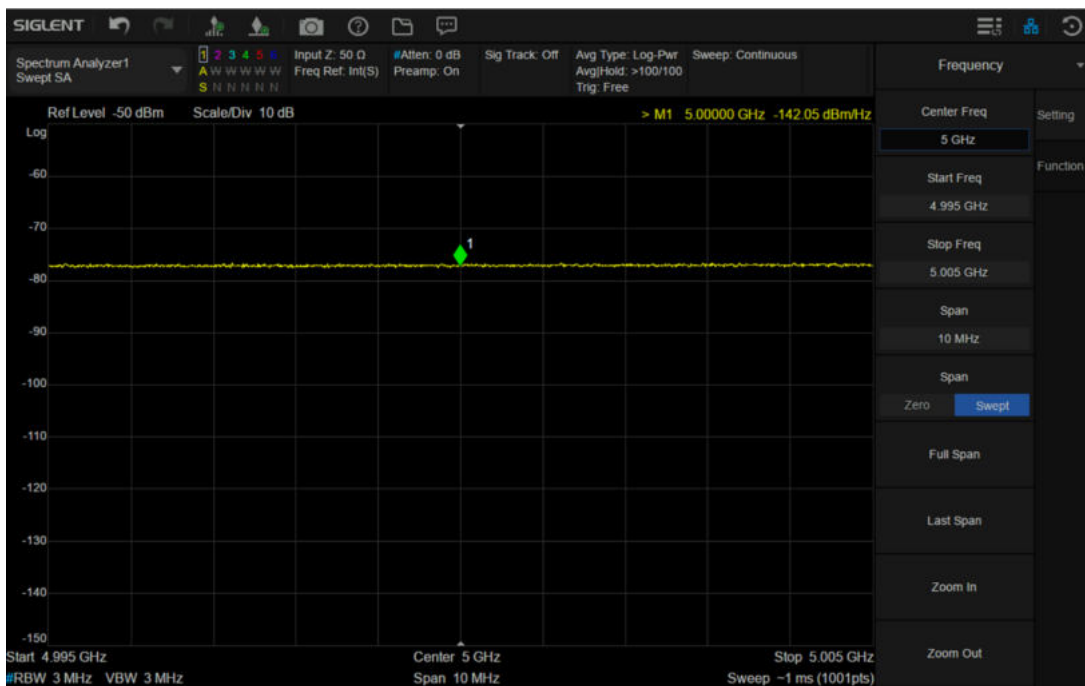 SIGLENT
Spectrum Analyzer1
Swept SA
1 2 3 4 5 6
A W W W W W
S N N N N N
Input Z: 50 Ω
Freq Ref: Int(S)
#Atten: 0 dB
Preamp: On
Sig Track: Off
Avg Type: Log-Pwr
Avg|Hold: >100/100
Trig: Free
Sweep: Continuous
Frequency
Ref Level -50 dBm Scale/Div 10 dB > M1 5.00000 GHz -142.05 dBm/Hz
Log
-60
-70
-80
-90
-100
-110
-120
-130
-140
-150
1
Start 4.995 GHz Center 5 GHz Stop 5.005 GHz
#RBW 3 MHz VBW 3 MHz Span 10 MHz Sweep ~1 ms (1001pts)
Center Freq
5 GHz
Start Freq
4.995 GHz
Stop Freq
5.005 GHz
Span
10 MHz
Span
Zero Swept
Full Span
Last Span
Zoom In
Zoom Out
Setting
Function